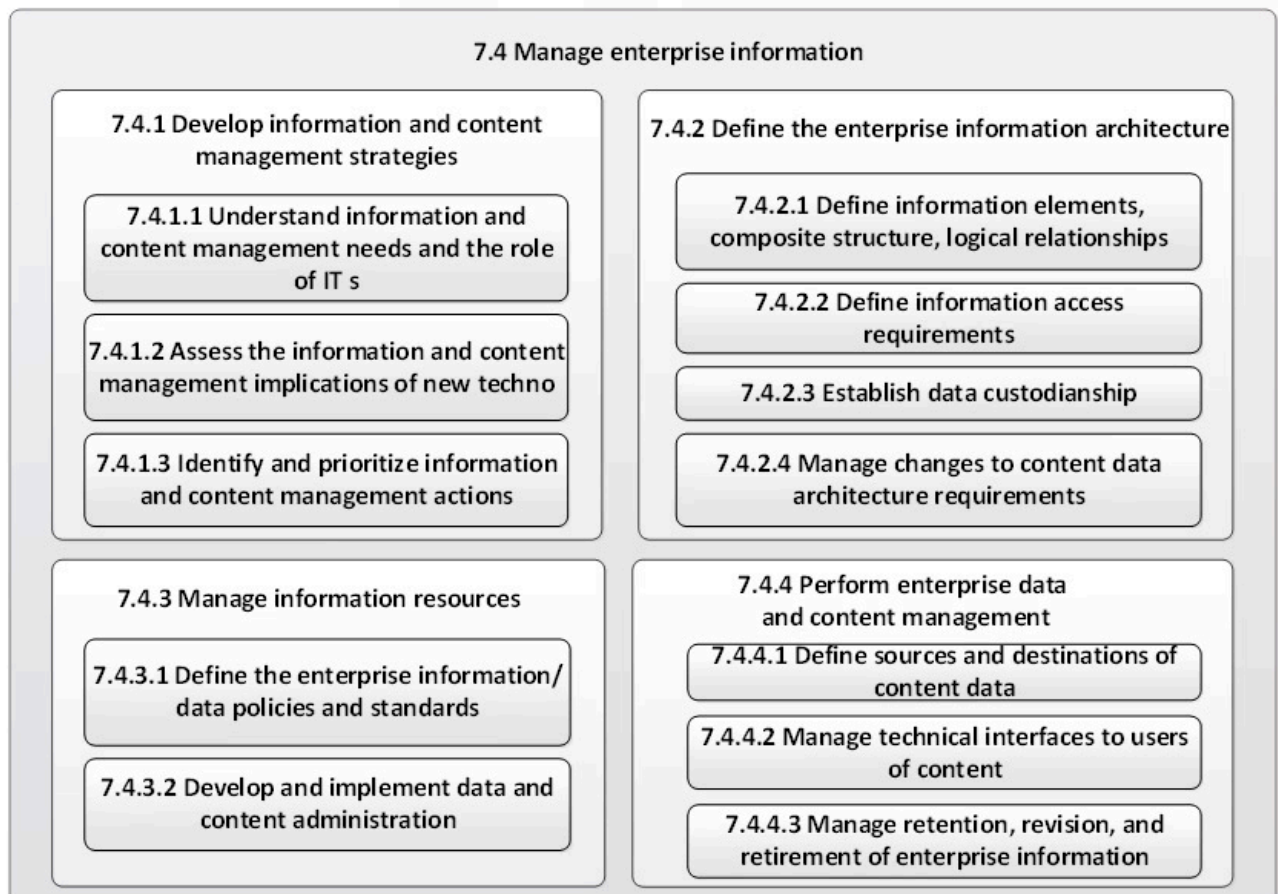 7.4 Manage enterprise information
7.4.1 Develop information and content
management strategies
7.4.1.1 Understand information and
content management needs and the role
of IT s
7.4.1.2 Assess the information and content
management implications of new techno
7.4.1.3 Identify and prioritize information
and content management actions
7.4.2 Define the enterprise information architecture
7.4.2.1 Define information elements,
composite structure, logical relationships
7.4.2.2 Define information access
requirements
7.4.2.3 Establish data custodianship
7.4.2.4 Manage changes to content data
architecture requirements
7.4.3 Manage information resources
7.4.3.1 Define the enterprise information/
data policies and standards
7.4.3.2 Develop and implement data and
content administration
7.4.4 Perform enterprise data
and content management
7.4.4.1 Define sources and destinations of
content data
7.4.4.2 Manage technical interfaces to users
of content
7.4.4.3 Manage retention, revision, and
retirement of enterprise information